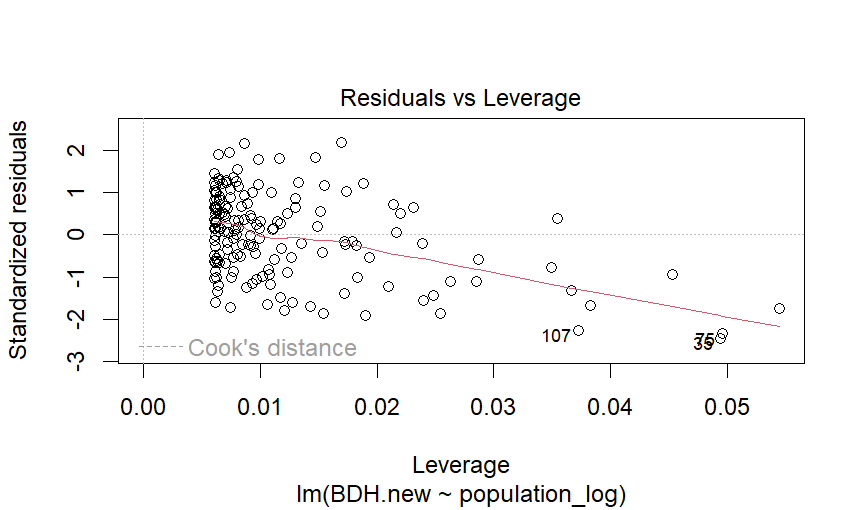 Residuals vs Leverage
Standardized residuals
2
1
0
-1
-2
-3
107
75
35
Cook's distance
0.00 0.01 0.02 0.03 0.04 0.05
Leverage
lm(BDH.new ~ population_log)